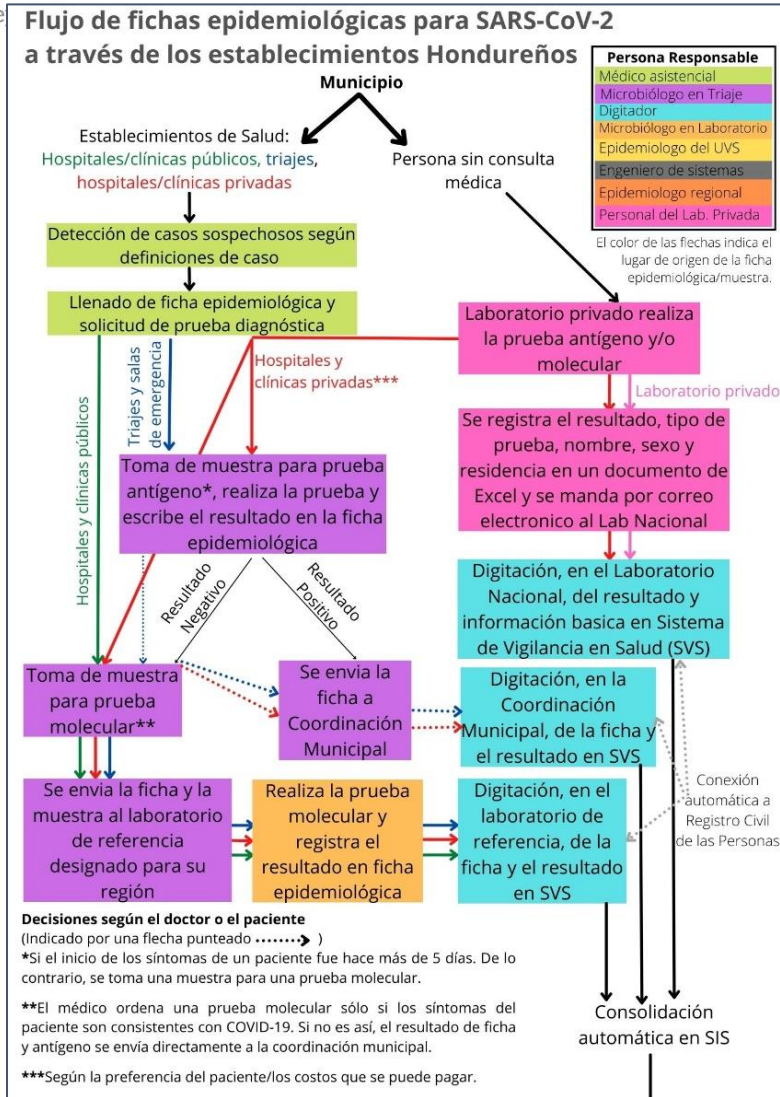 Flujo de fichas epidemiológicas para SARS-CoV-2
a través de los establecimientos Hondureños
Persona Responsable
Médico asistencial
Microbiólogo en Triaje
Digitador
Microbiólogo en Laboratorio
Epidemiologo del UVS
Engeniero de sistemas
Epidemiologo regional
Personal del Lab. Privada
El color de las flechas indica el
lugar de origen de la ficha
epidemiológica/muestra.
Municipio
Establecimientos de Salud:
Hospitales/clínicas públicos, triajes,
hospitales/clínicas privadas
Persona sin consulta
médica
Detección de casos sospechosos según
definiciones de caso
Llenado de ficha epidemiológica y
solicitud de prueba diagnóstica
Laboratorio privado realiza
la prueba antígeno y/o
molecular
Hospitales y clínicas públicos
Triajes y salas
de emergencia
Hospitales y
clínicas privadas***
Laboratorio privado
Toma de muestra para prueba
antígeno*, realiza la prueba y
escribe el resultado en la ficha
epidemiológica
Se registra el resultado, tipo de
prueba, nombre, sexo y
residencia en un documento de
Excel y se manda por correo
electronico al Lab Nacional
Resultado
Negativo
Resultado
Positivo
Digitación, en el Laboratorio
Nacional, del resultado y
información basica en Sistema
de Vigilancia en Salud (SVS)
Toma de muestra
para prueba
molecular**
Se envia la
ficha a
Coordinación
Municipal
Digitación, en la
Coordinación
Municipal, de la ficha y
el resultado en SVS
Conexión
automática a
Registro Civil
de las Personas
Se envia la ficha y la
muestra al laboratorio
de referencia
designado para su
región
Realiza la prueba
molecular y
registra el
resultado en ficha
epidemiológica
Digitación, en el
laboratorio de
referencia, de la
ficha y el resultado
en SVS
Decisiones según el doctor o el paciente
(Indicado por una flecha punteado )
*Si el inicio de los síntomas de un paciente fue hace más de 5 días. De lo
contrario, se toma una muestra para una prueba molecular.
**El médico ordena una prueba molecular sólo si los síntomas del
paciente son consistentes con COVID-19. Si no es así, el resultado de ficha
y antígeno se envía directamente a la coordinación municipal.
***Según la preferencia del paciente/los costos que se puede pagar.
Consolidación
automática en SIS